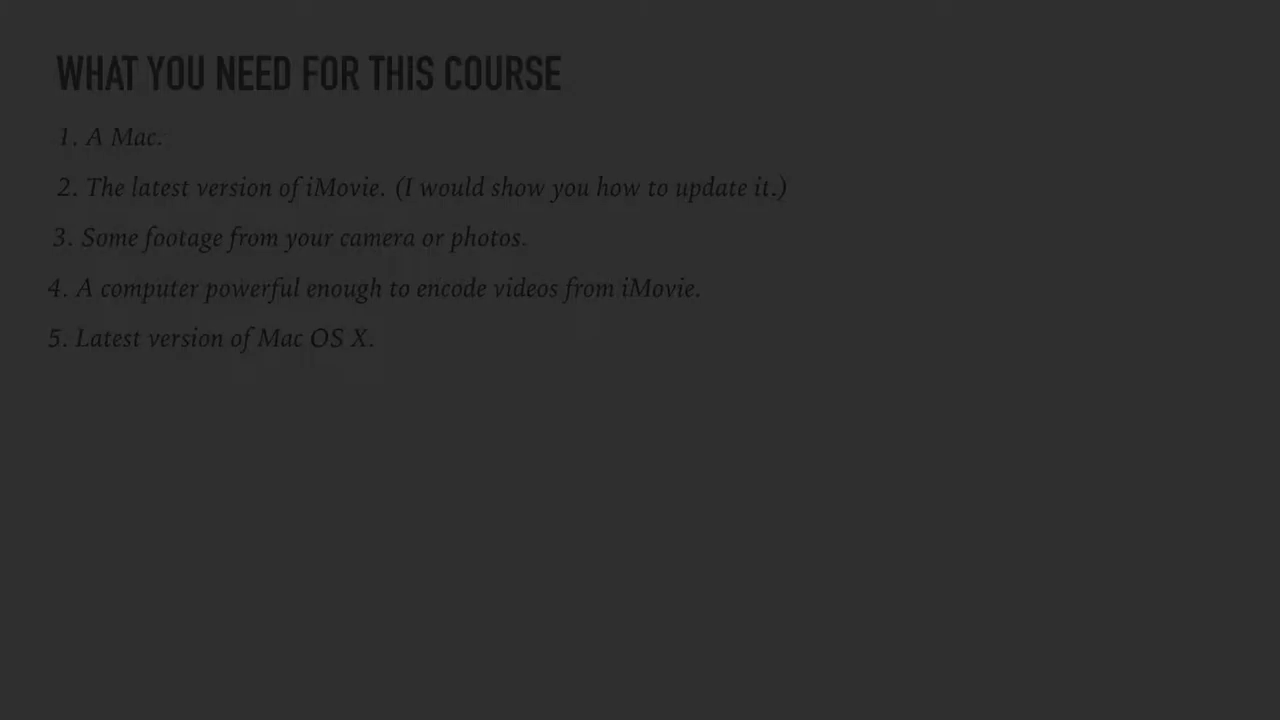 WHAT YOU NEED FOR THIS COURSE
1. A Mac.
2. The latest version of iMovie. (I would show you how to update it.)
3. Some footage from your camera or photos.
4. A computer powerful enough to encode videos from iMovie.
5. Latest version of Mac OS X.